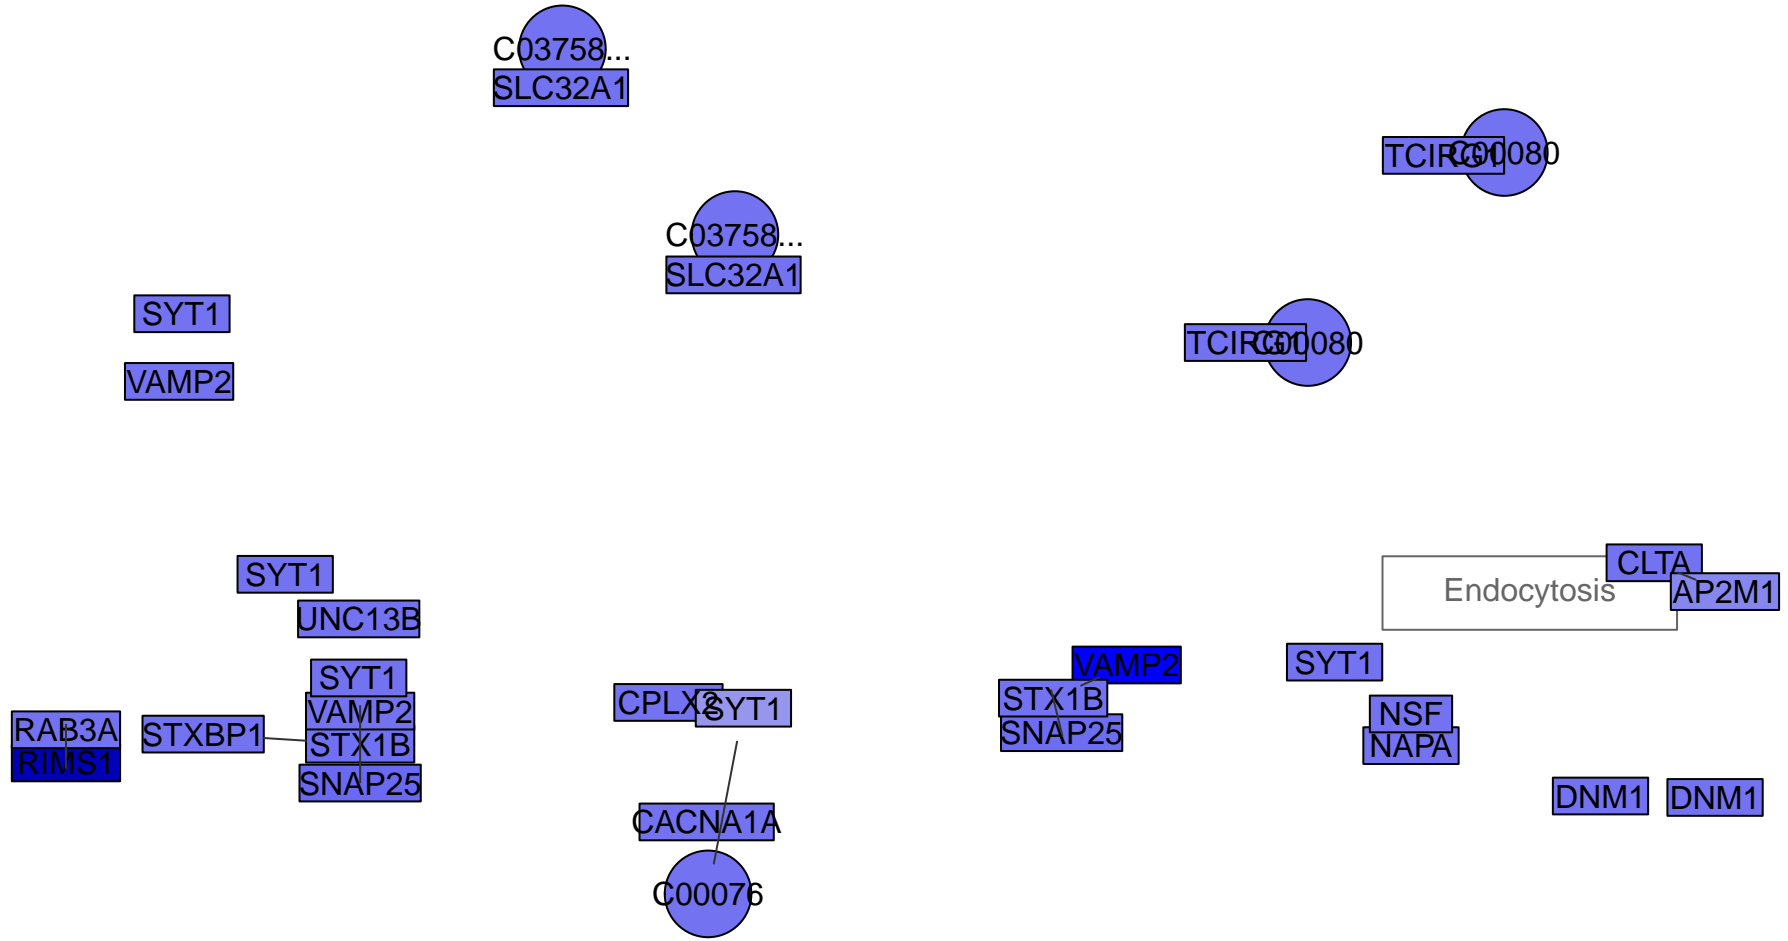 C03758...
SLC32A1
TCIRG1
C00080
C03758...
SLC32A1
SYT1
TCIRG1
C00080
VAMP2
SYT1
CLTA
Endocytosis
AP2M1
UNC13B
SYT1
VAMP2
SYT1
CPLX2
SYT1
STX1B
NSF
VAMP2
RAB3A
STXBP1
STX1B
SNAP25
NAPA
RIMS1
SNAP25
DNM1
DNM1
CACNA1A
C00076